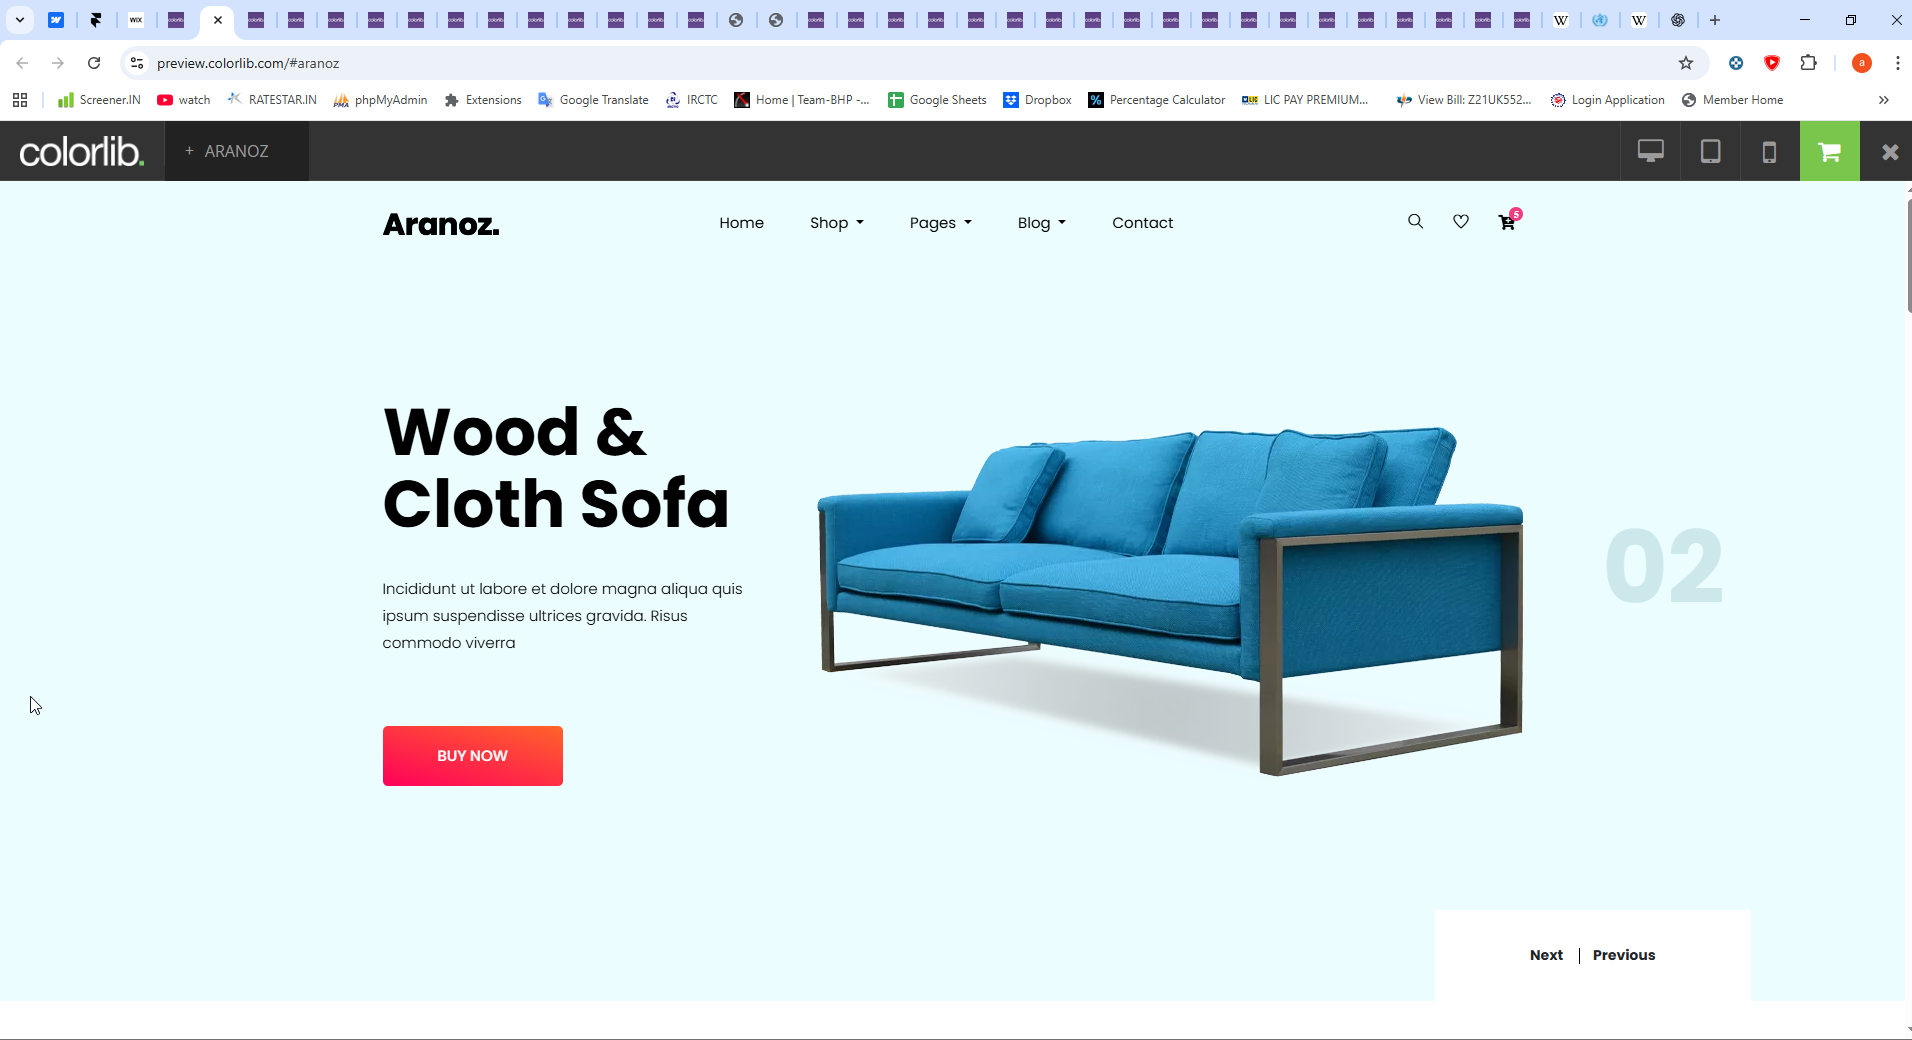 WIX
preview.colorlib.com/#aranoz
a
Screener.IN
watch
RATESTAR.IN
phpMyAdmin
Extensions
Google Translate
IRCTC
Home | Team-BHP -...
Google Sheets
Dropbox
Percentage Calculator
LIC PAY PREMIUM...
View Bill: Z21UK552...
Login Application
Member Home
colorlib.
+ ARANOZ
Aranoz.
Home
Shop
Pages
Blog
Contact
5
Wood &
Cloth Sofa
Incididunt ut labore et dolore magna aliqua quis
ipsum suspendisse ultrices gravida. Risus
commodo viverra
BUY NOW
02
Next | Previous